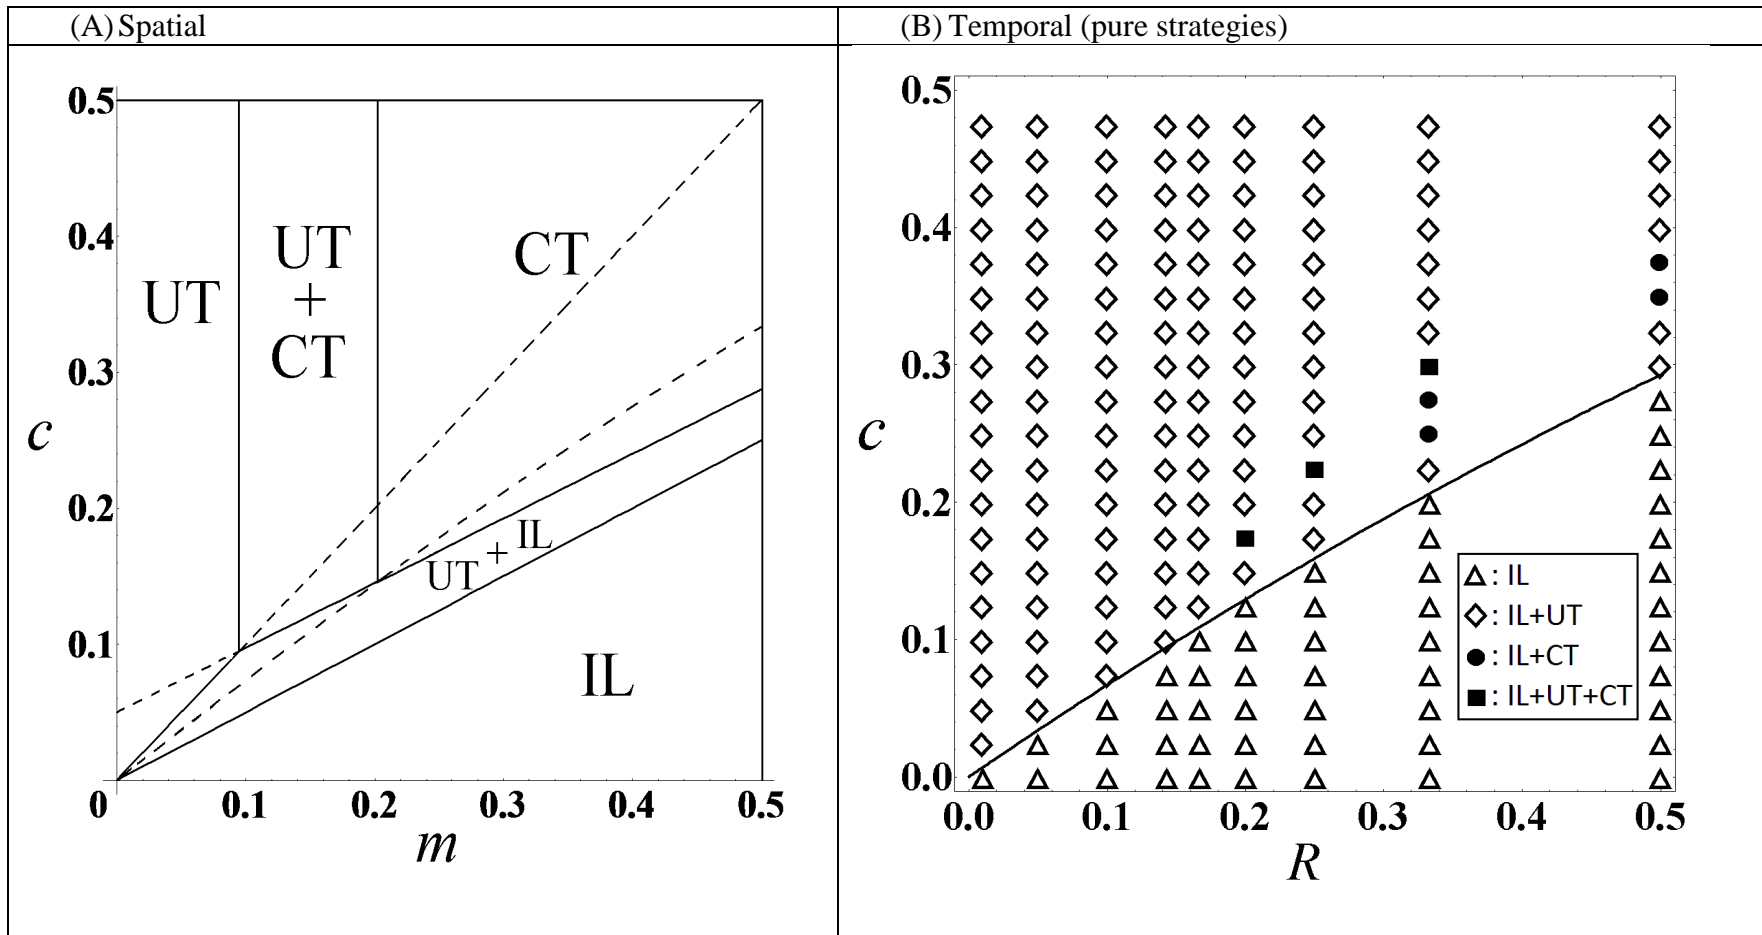 (A) Spatial
0.5
0.4
0.3
0.2
0.1
c
UT
UT
+
CT
CT
UT + IL
IL
0 0.1 0.2 0.3 0.4 0.5
m
(B) Temporal (pure strategies)
0.5
0.4
0.3
0.2
0.1
0.0
c
: IL
: IL+UT
: IL+CT
: IL+UT+CT
0.0 0.1 0.2 0.3 0.4 0.5
R